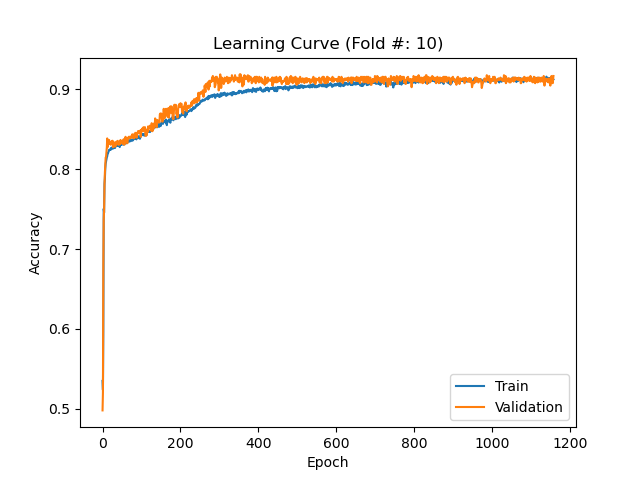 Learning Curve (Fold #: 10)
0.9
0.8
0.7
0.6
0.5
Accuracy
0 200 400 600 800 1000 1200
Epoch
Train
Validation